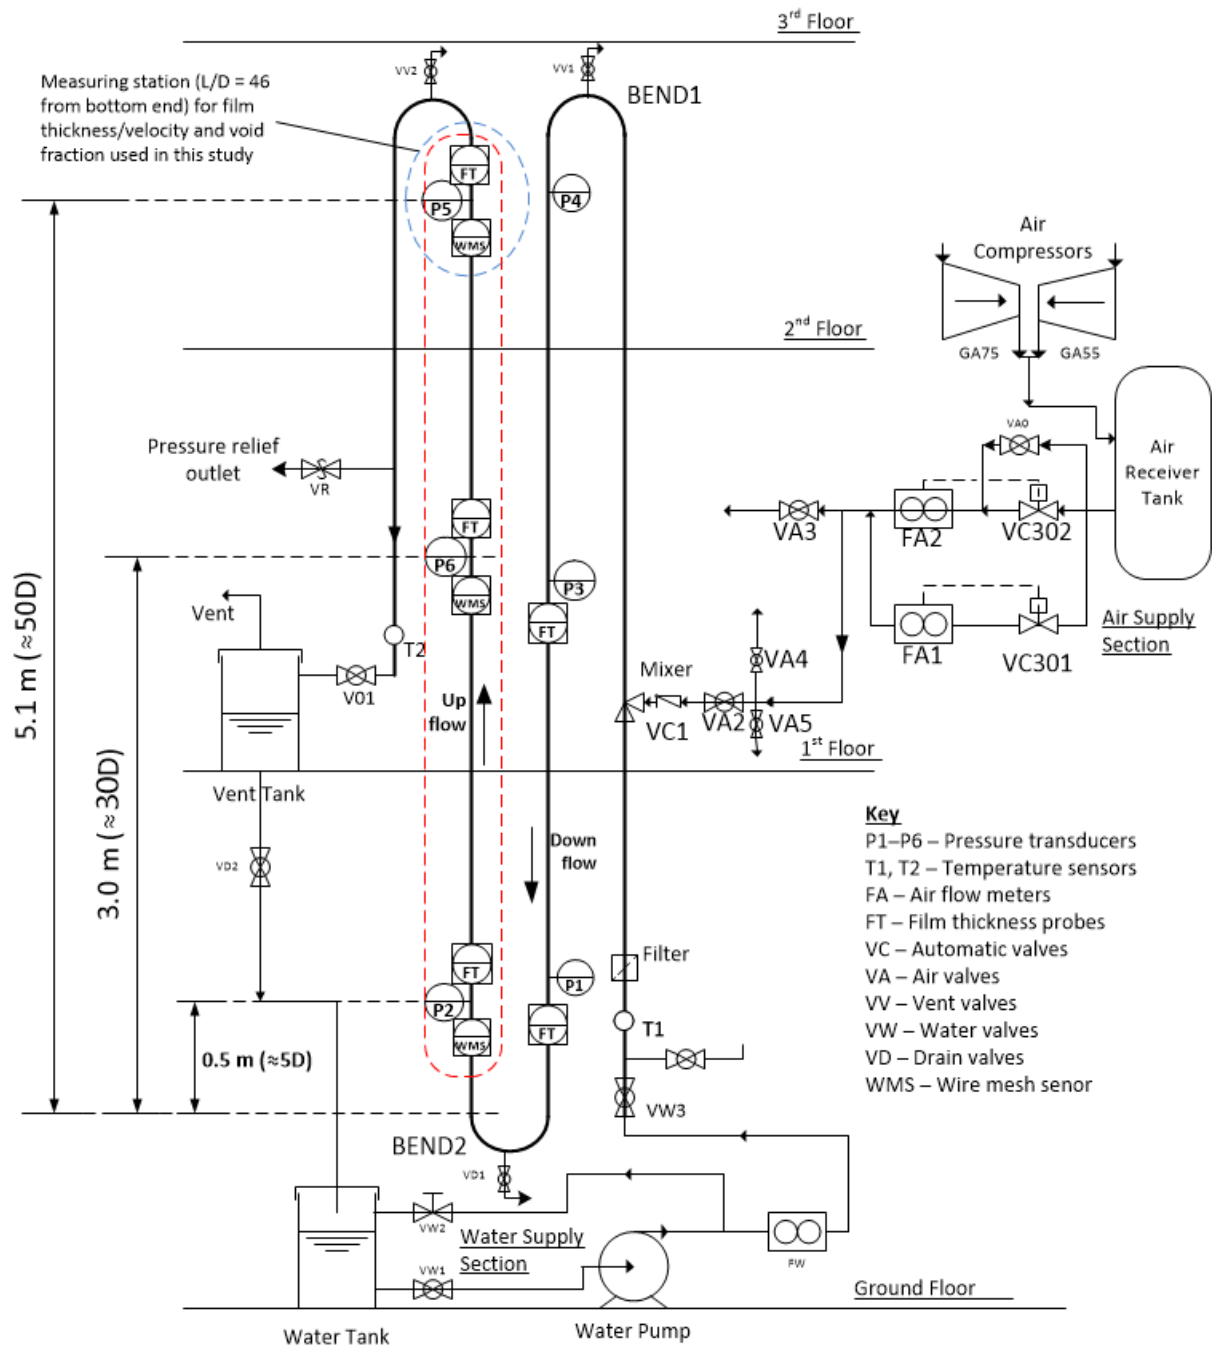 3rd Floor
VV2
VV1
BEND1
Measuring station (L/D = 46
from bottom end) for film
thickness/velocity and void
fraction used in this study
FT
P5
P4
WMS
Air
Compressors
2nd Floor
GA75
GA55
Pressure relief
outlet
VR
VA0
Air
Receiver
Tank
FT
VA3
FA2
VC302
P6
P3
WMS
FT
Vent
T2
FA1
VC301
Air Supply
Section
V01
Mixer
VA4
Up
flow
VC1
VA2
VA5
1st Floor
5.1 m (≈50D)
3.0 m (≈30D)
Vent Tank
VD2
Down
flow
Key
P1–P6 – Pressure transducers
T1, T2 – Temperature sensors
FA – Air flow meters
FT – Film thickness probes
VC – Automatic valves
VA – Air valves
VV – Vent valves
VW – Water valves
VD – Drain valves
WMS – Wire mesh senor
Filter
FT
P1
P2
FT
T1
WMS
0.5 m (≈5D)
VW3
BEND2
VD1
VW2
Water Supply
Section
FW
VW1
Ground Floor
Water Tank
Water Pump